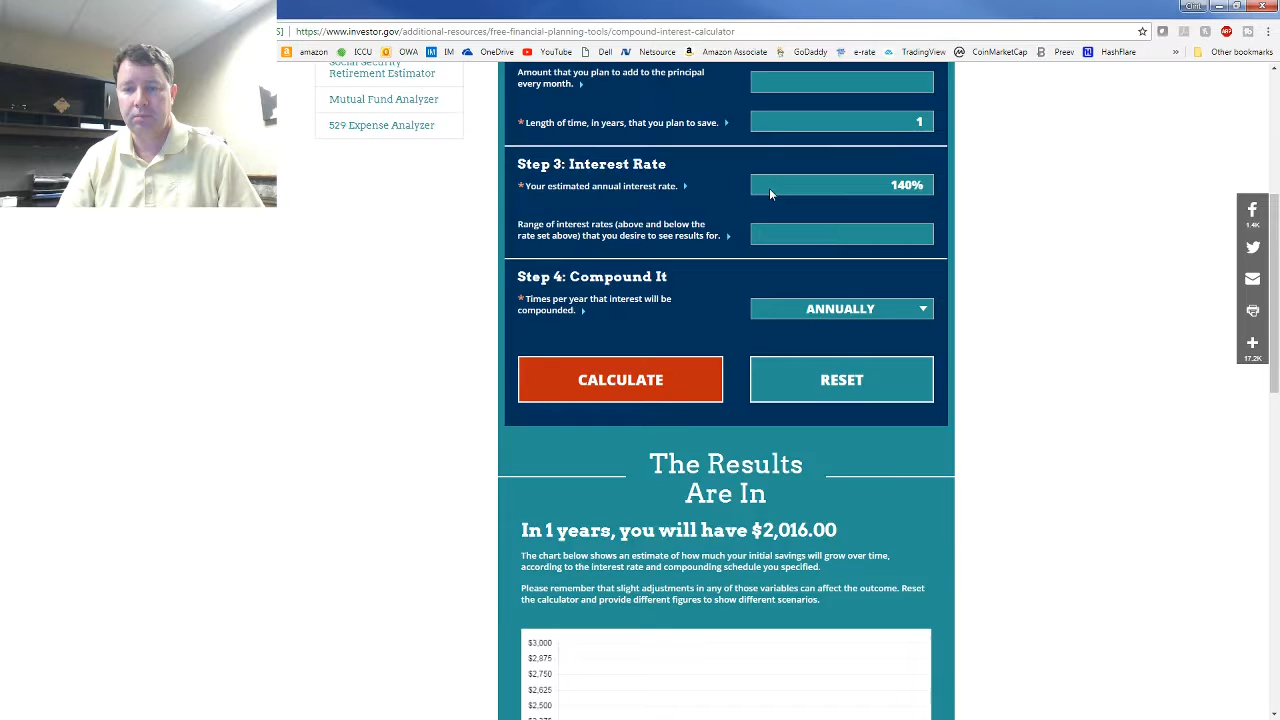 Clint
https://www.investor.gov/additional-resources/free-financial-planning-tools/compound-interest-calculator
amazon ICCU OWA IM OneDrive YouTube Dell Netsource Amazon Associate GoDaddy e-rate TradingView CoinMarketCap Preev HashFlare Other bookmarks
Social Security
Retirement Estimator
Mutual Fund Analyzer
529 Expense Analyzer
Amount that you plan to add to the principal
every month.
* Length of time, in years, that you plan to save. 1
Step 3: Interest Rate
* Your estimated annual interest rate. 140%
Range of interest rates (above and below the
rate set above) that you desire to see results for.
Step 4: Compound It
* Times per year that interest will be
compounded.
ANNUALLY
CALCULATE RESET
1.4K
17.2K
The Results
Are In
In 1 years, you will have $2,016.00
The chart below shows an estimate of how much your initial savings will grow over time,
according to the interest rate and compounding schedule you specified.
Please remember that slight adjustments in any of those variables can affect the outcome. Reset
the calculator and provide different figures to show different scenarios.
$3,000
$2,875
$2,750
$2,625
$2,500